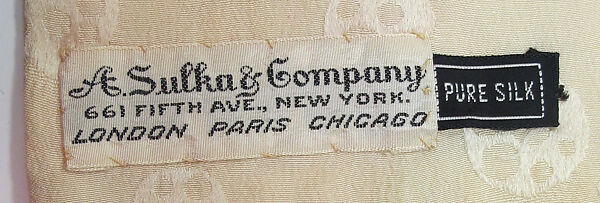 A. Sulka & Company
661 FIFTH AVE., NEW YORK.
LONDON PARIS CHICAGO
PURE SILK